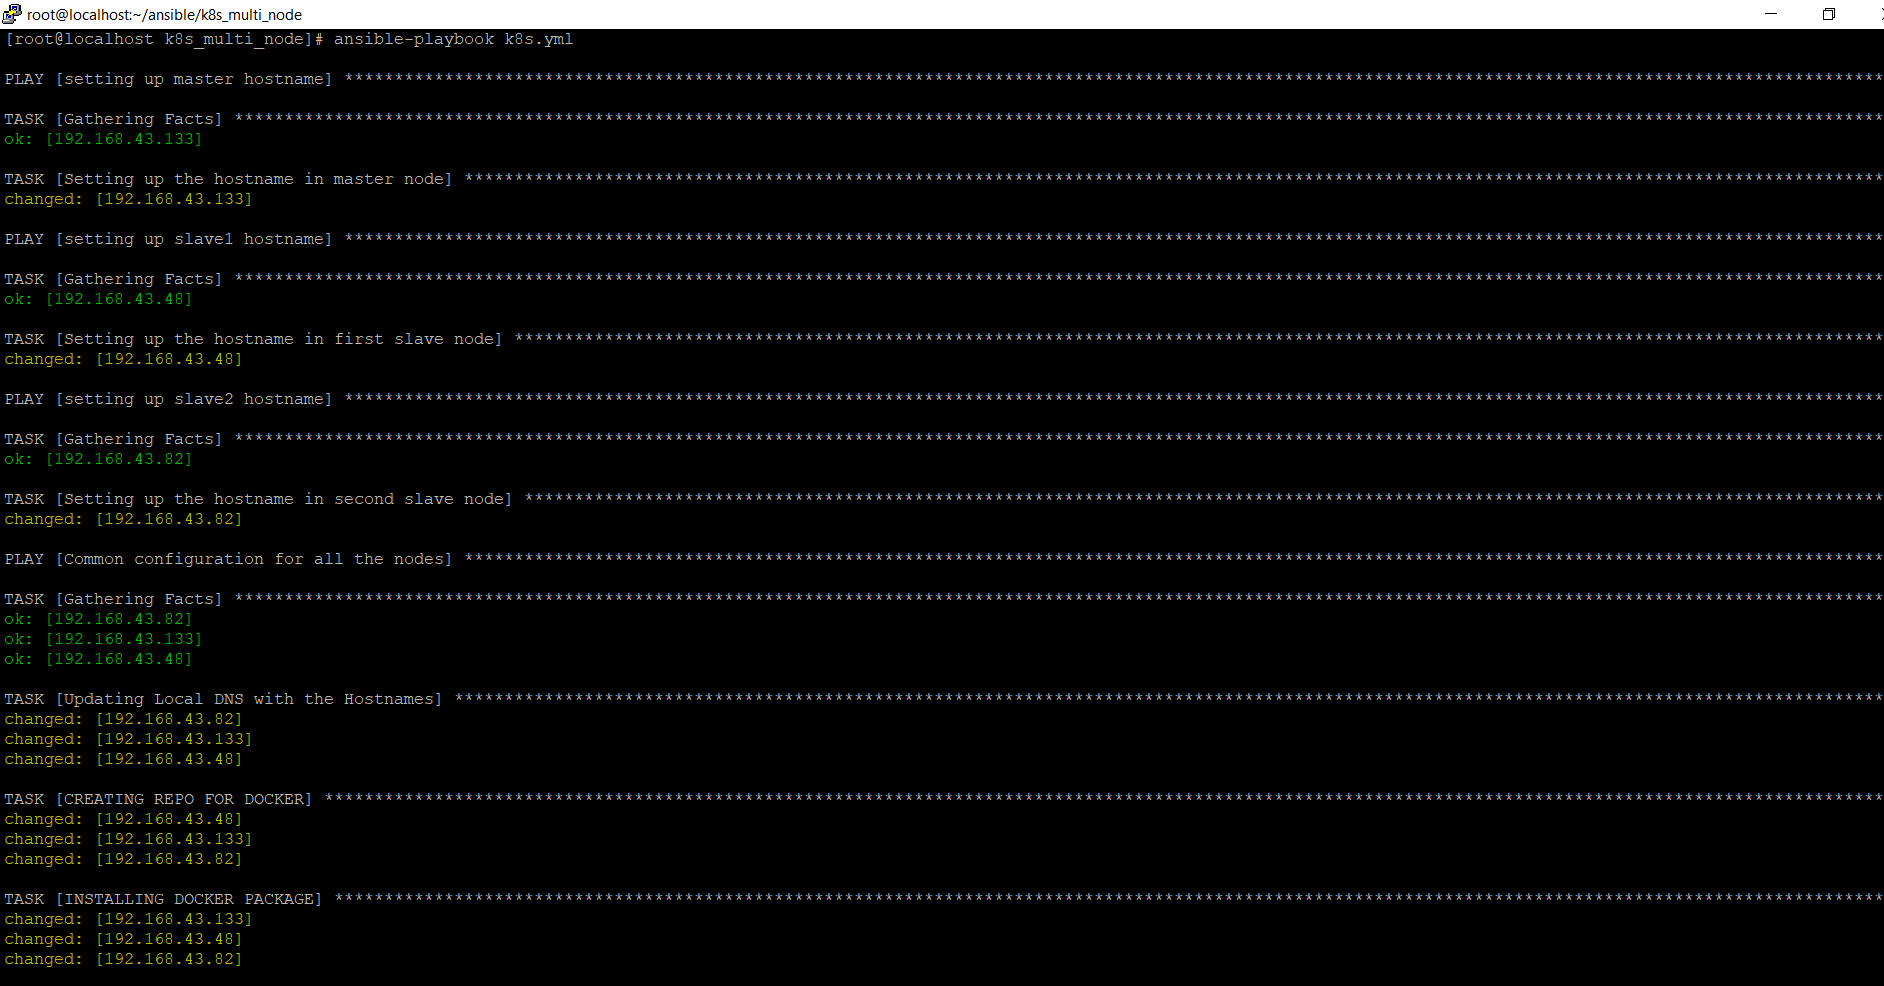 root@localhost:~/ansible/k8s_multi_node
[root@localhost k8s_multi_node]# ansible-playbook k8s.yml
PLAY [setting up master hostname] **********************************************************************************************************************************************************
TASK [Gathering Facts] *********************************************************************************************************************************************************************
ok: [192.168.43.133]
TASK [Setting up the hostname in master node] **********************************************************************************************************************************************
changed: [192.168.43.133]
PLAY [setting up slave1 hostname] **********************************************************************************************************************************************************
TASK [Gathering Facts] *********************************************************************************************************************************************************************
ok: [192.168.43.48]
TASK [Setting up the hostname in first slave node] *****************************************************************************************************************************************
changed: [192.168.43.48]
PLAY [setting up slave2 hostname] **********************************************************************************************************************************************************
TASK [Gathering Facts] *********************************************************************************************************************************************************************
ok: [192.168.43.82]
TASK [Setting up the hostname in second slave node] ****************************************************************************************************************************************
changed: [192.168.43.82]
PLAY [Common configuration for all the nodes] **********************************************************************************************************************************************
TASK [Gathering Facts] *********************************************************************************************************************************************************************
ok: [192.168.43.82]
ok: [192.168.43.133]
ok: [192.168.43.48]
TASK [Updating Local DNS with the Hostnames] ***********************************************************************************************************************************************
changed: [192.168.43.82]
changed: [192.168.43.133]
changed: [192.168.43.48]
TASK [CREATING REPO FOR DOCKER] ************************************************************************************************************************************************************
changed: [192.168.43.48]
changed: [192.168.43.133]
changed: [192.168.43.82]
TASK [INSTALLING DOCKER PACKAGE] ***********************************************************************************************************************************************************
changed: [192.168.43.133]
changed: [192.168.43.48]
changed: [192.168.43.82]